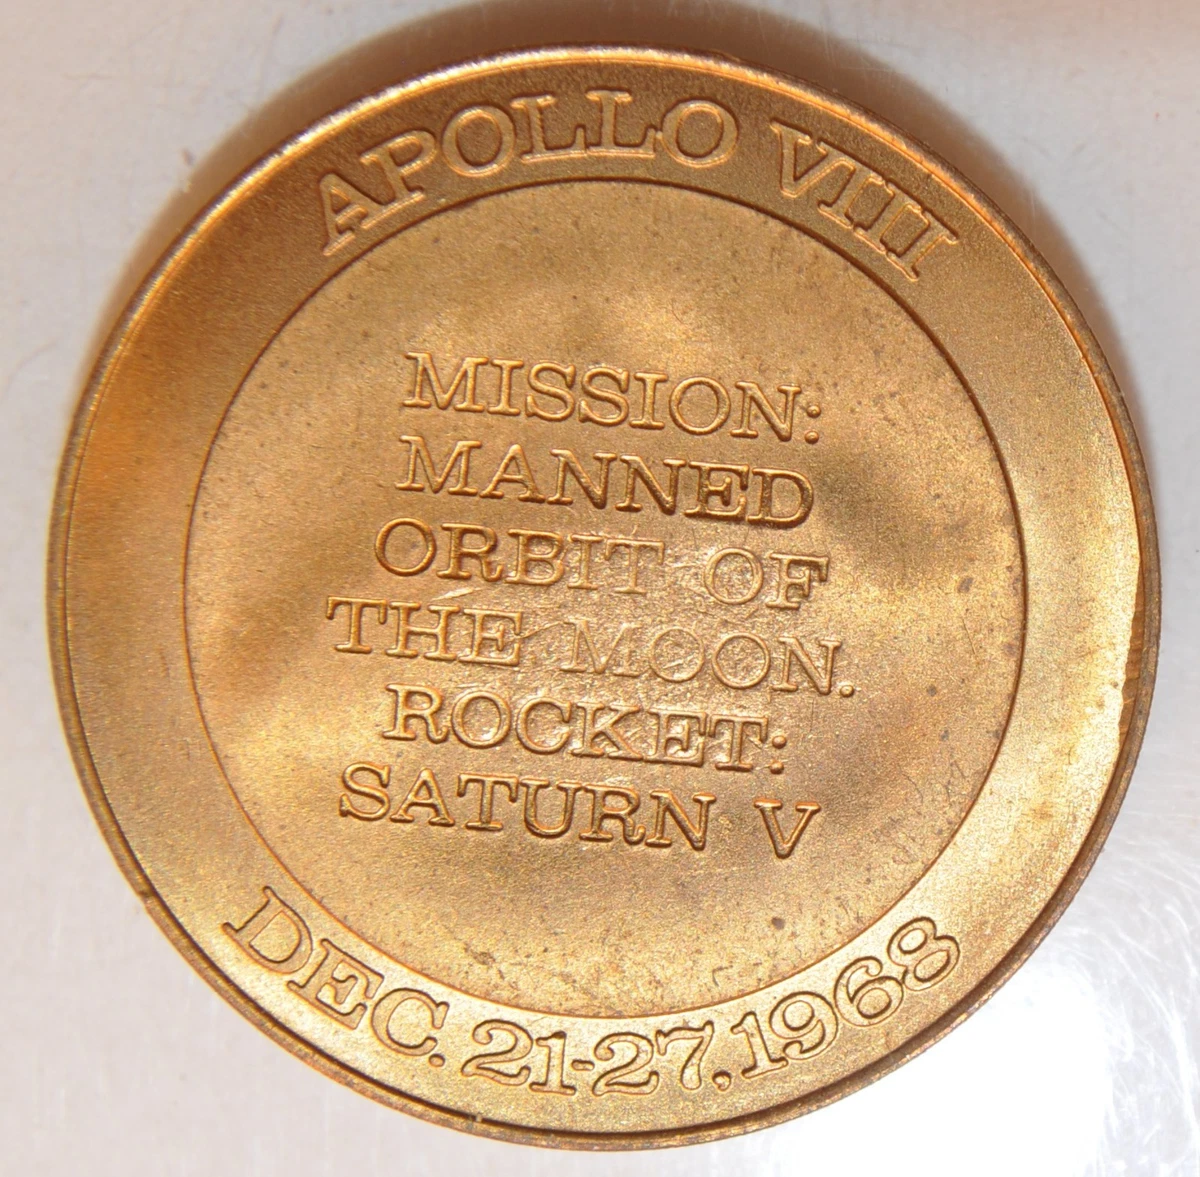 APOLLO VIII
MISSION:
MANNED
ORBIT OF
THE MOON.
ROCKET:
SATURN V
DEC. 21-27, 1968